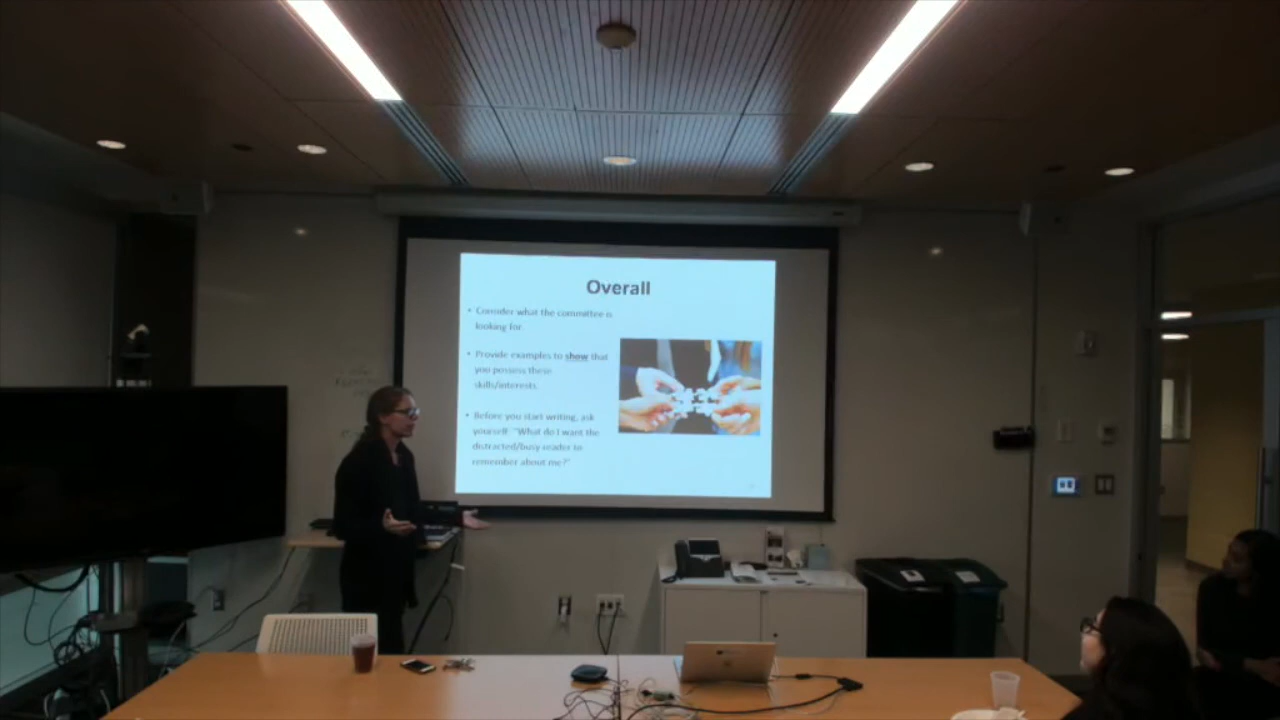 Overall
• Consider what the committee is
looking for.
• Provide examples to show that
you possess these
skills/interests.
• Before you start writing, ask
yourself: "What do I want the
distracted/busy reader to
remember about me?"